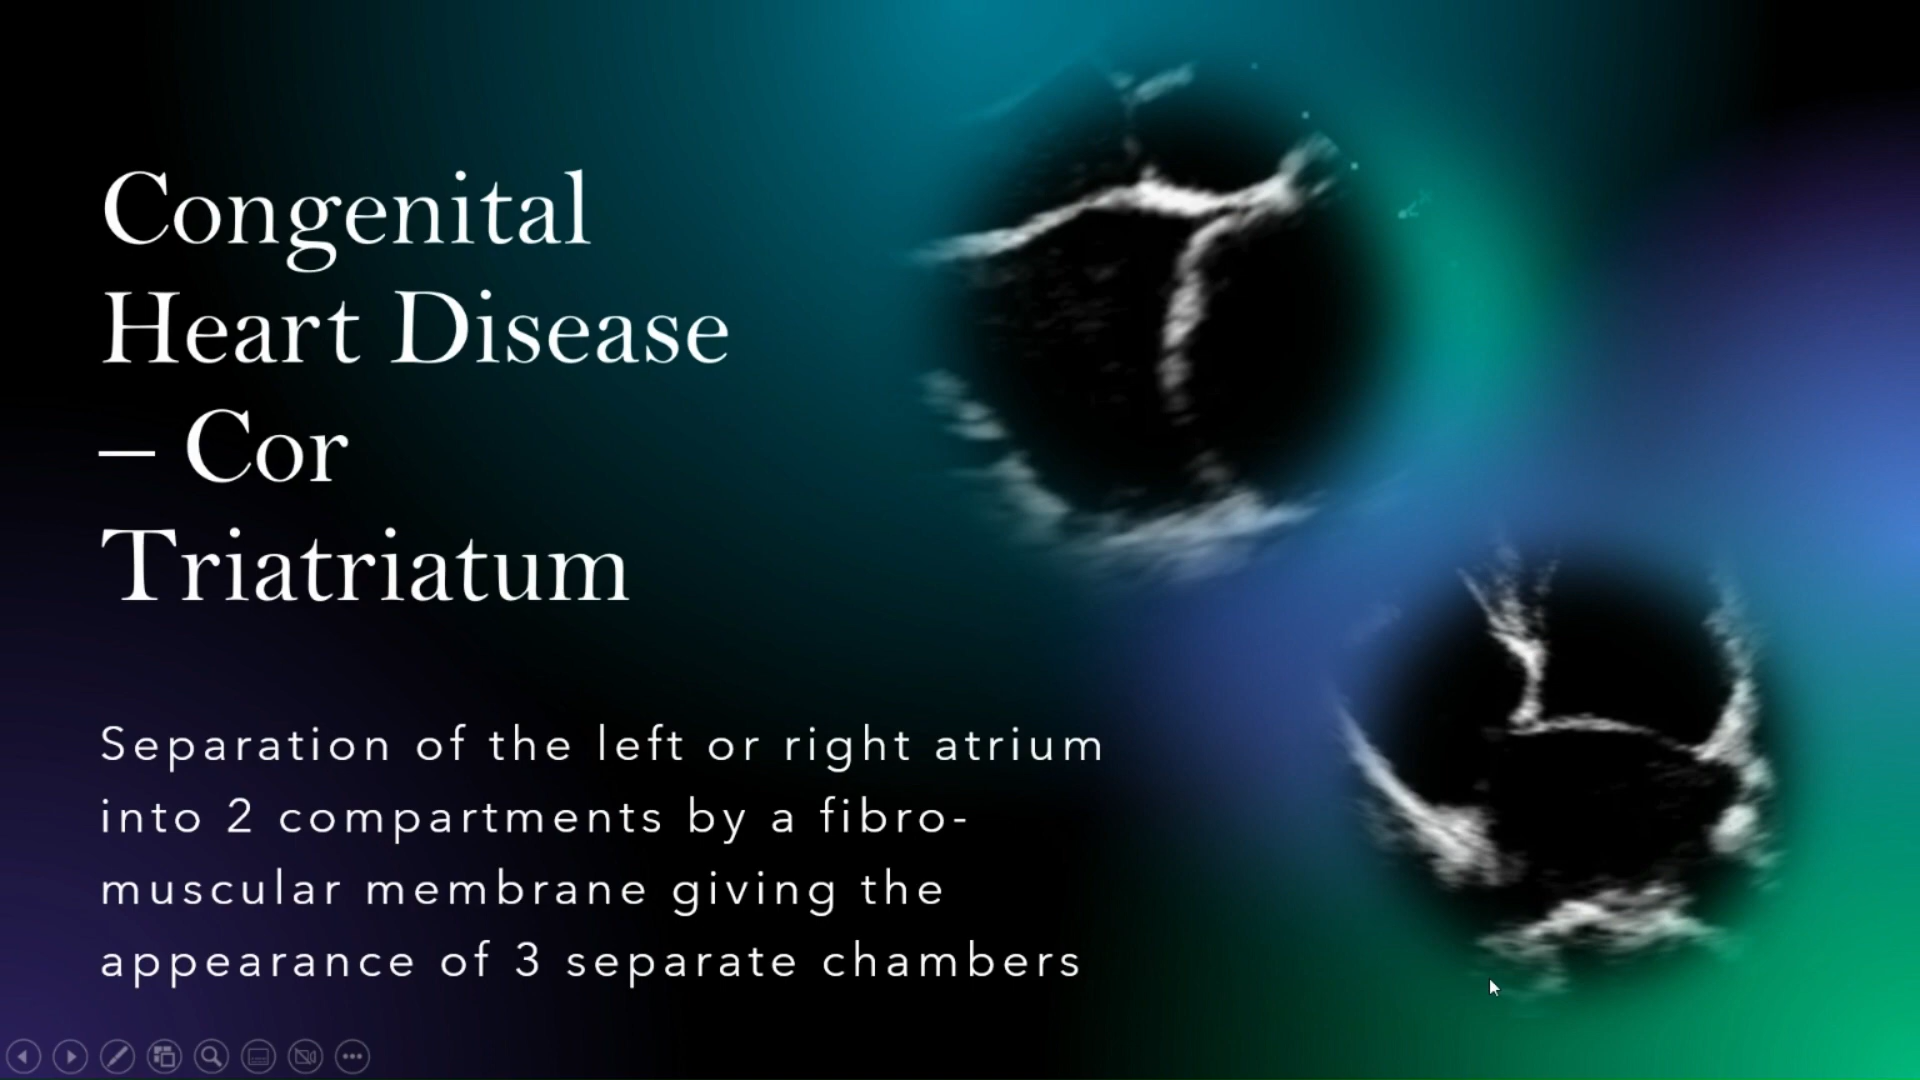 Congenital
Heart Disease
– Cor
Triatriatum
Separation of the left or right atrium
into 2 compartments by a fibro-
muscular membrane giving the
appearance of 3 separate chambers